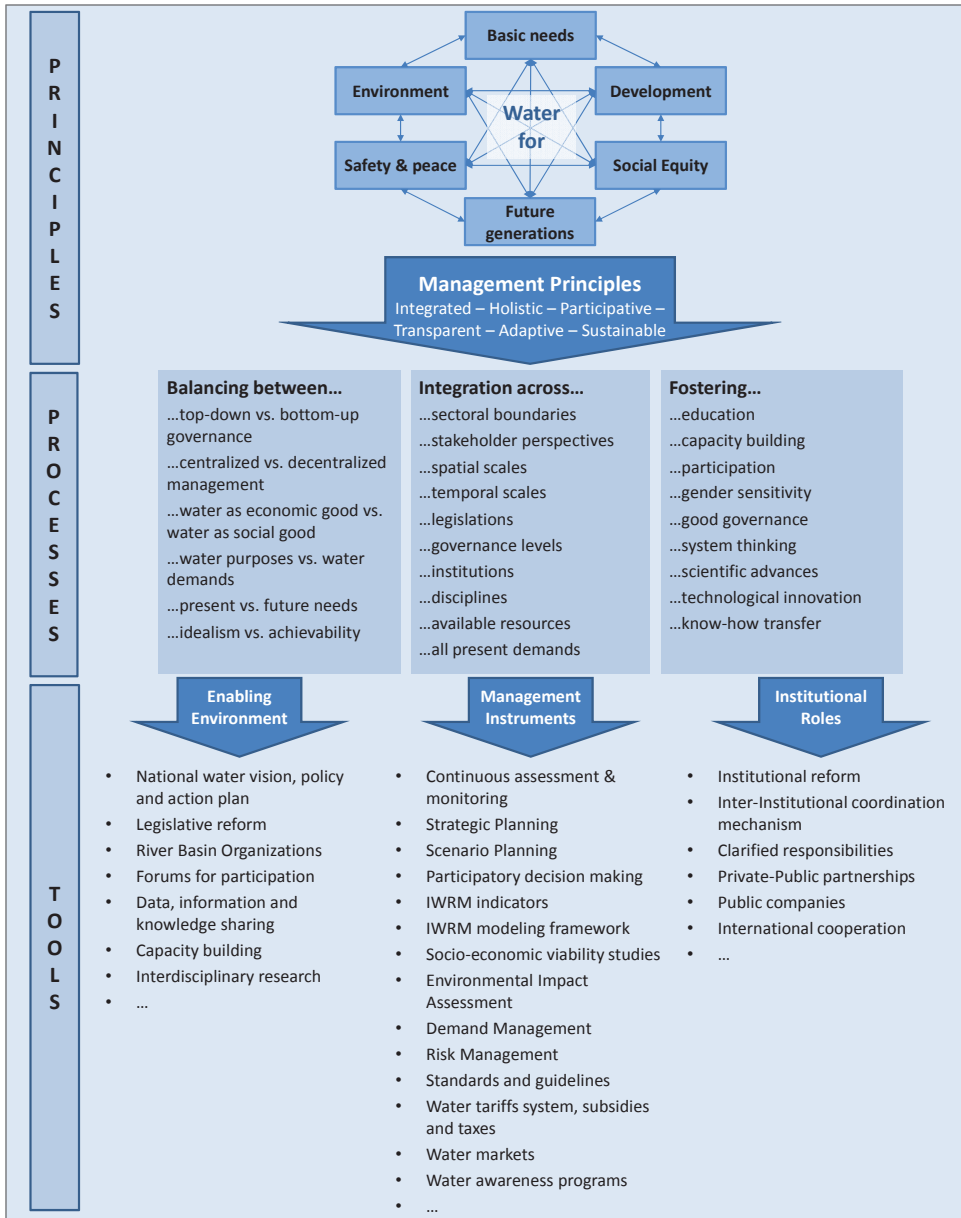 PRINCIPLES
Basic needs
Environment
Development
Water
for
Safety & peace
Social Equity
Future
generations
Management Principles
Integrated – Holistic – Participative –
Transparent – Adaptive – Sustainable
PROCESSES
Balancing between…
…top-down vs. bottom-up
governance
…centralized vs. decentralized
management
…water as economic good vs.
water as social good
…water purposes vs. water
demands
…present vs. future needs
…idealism vs. achievability
Integration across…
…sectoral boundaries
…stakeholder perspectives
…spatial scales
…temporal scales
…legislations
…governance levels
…institutions
…disciplines
…available resources
…all present demands
Fostering…
…education
…capacity building
…participation
…gender sensitivity
…good governance
…system thinking
…scientific advances
…technological innovation
…know-how transfer
TOOLS
Enabling
Environment
• National water vision, policy
and action plan
• Legislative reform
• River Basin Organizations
• Forums for participation
• Data, information and
knowledge sharing
• Capacity building
• Interdisciplinary research
• …
Management
Instruments
• Continuous assessment &
monitoring
• Strategic Planning
• Scenario Planning
• Participatory decision making
• IWRM indicators
• IWRM modeling framework
• Socio-economic viability studies
• Environmental Impact
Assessment
• Demand Management
• Risk Management
• Standards and guidelines
• Water tariffs system, subsidies
and taxes
• Water markets
• Water awareness programs
• …
Institutional
Roles
• Institutional reform
• Inter-Institutional coordination
mechanism
• Clarified responsibilities
• Private-Public partnerships
• Public companies
• International cooperation
• …